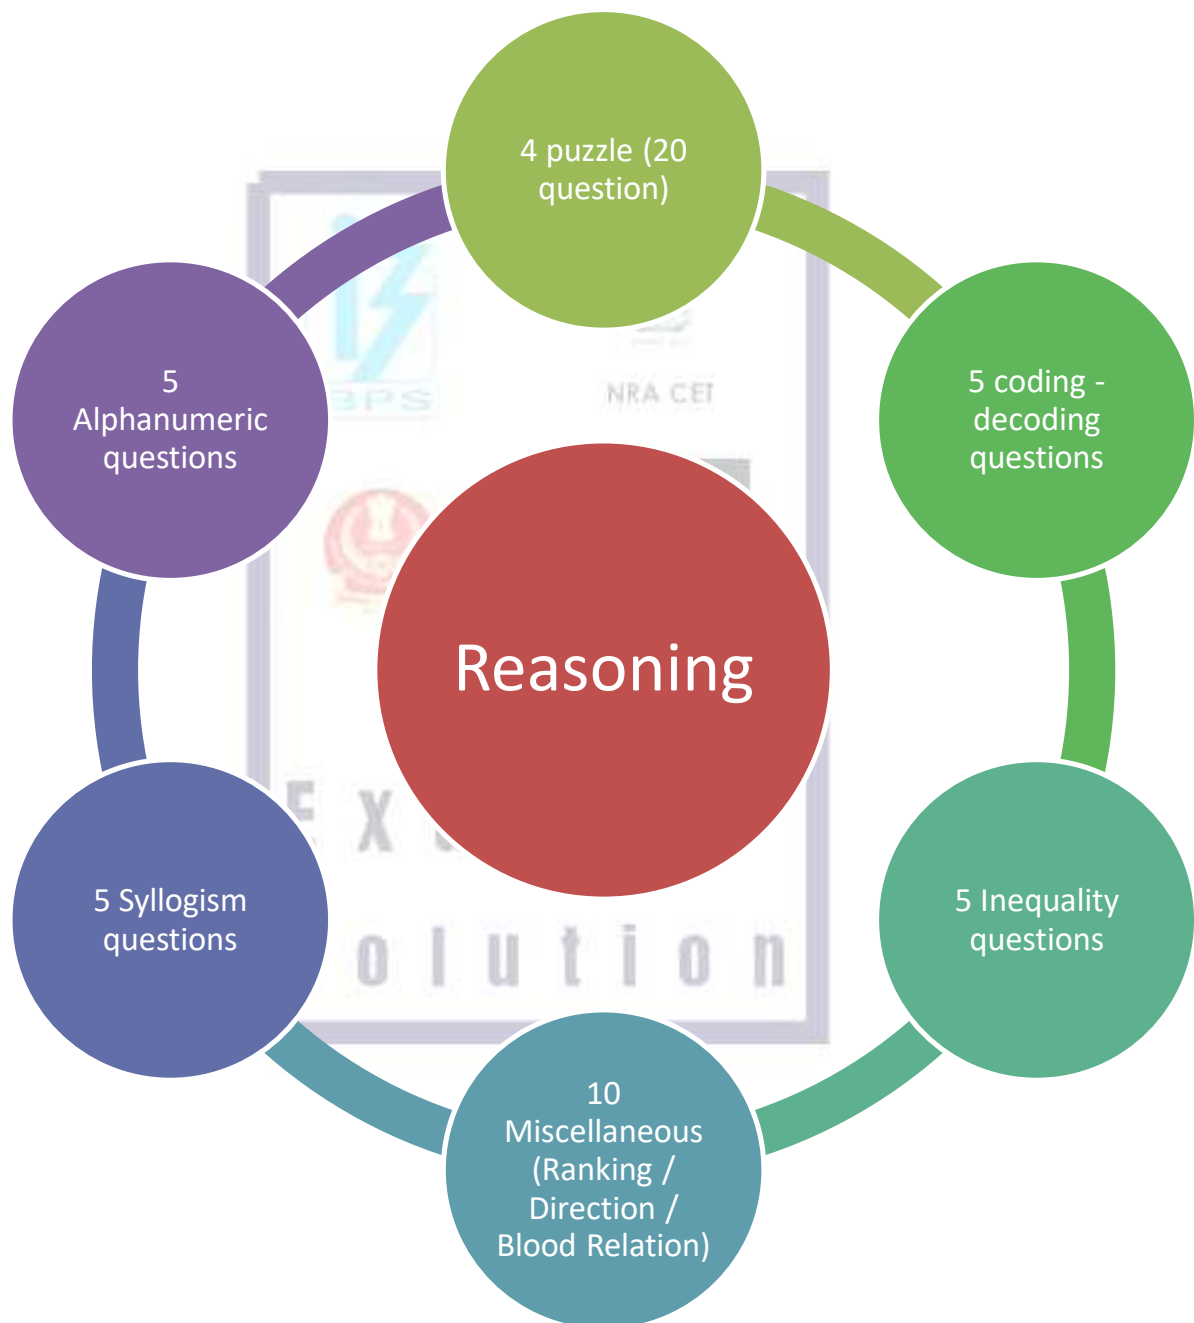 4 puzzle (20
question)
5 coding -
decoding
questions
5 Inequality
questions
10
Miscellaneous
(Ranking /
Direction /
Blood Relation)
5 Syllogism
questions
5
Alphanumeric
questions
Reasoning
BPS
NRA CET
olution